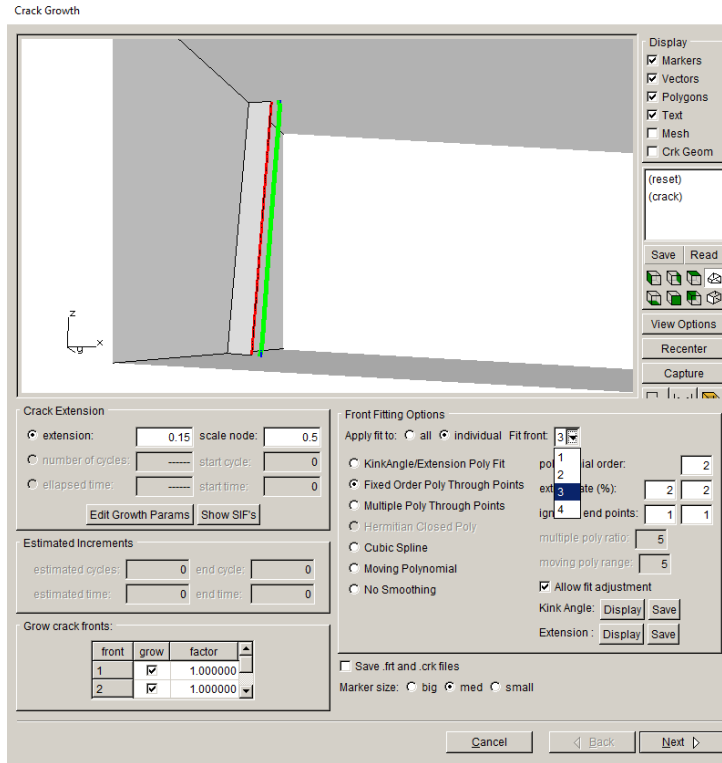 Crack Growth
z
x
y
Display
Markers
Vectors
Polygons
Text
Mesh
Crk Geom
(reset)
(crack)
Save Read
View Options
Recenter
Capture
Crack Extension
extension: 0.15 scale node: 0.5
number of cycles: ------ start cycle: 0
ellapsed time: ------ start time: 0
Edit Growth Params Show SIF's
Estimated Increments
estimated cycles: 0 end cycle: 0
estimated time: 0 end time: 0
Grow crack fronts:
front grow factor
1 1.000000
2 1.000000
Front Fitting Options
Apply fit to: all individual Fit front: 3
1
2
3
4
KinkAngle/Extension Poly Fit
Fixed Order Poly Through Points
Multiple Poly Through Points
Hermitian Closed Poly
Cubic Spline
Moving Polynomial
No Smoothing
order: 2
(%): 2 2
end points: 1 1
multiple poly ratio: 5
moving poly range: 5
Allow fit adjustment
Kink Angle: Display Save
Extension : Display Save
Save .frt and .crk files
Marker size: big med small
Cancel Back Next